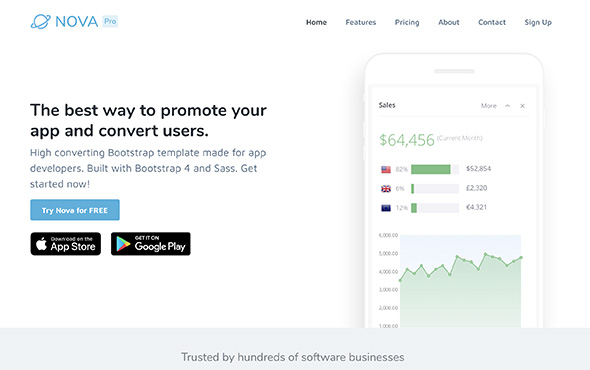 NOVA Pro
Home Features Pricing About Contact Sign Up
The best way to promote your
app and convert users.
High converting Bootstrap template made for app
developers. Built with Bootstrap 4 and Sass. Get
started now!
Try Nova for FREE
Download on the
App Store
GET IT ON
Google Play
Sales More
$64,456 (Current Month)
82% $52,854
6% £2,320
12% €4,321
6,000.00
5,000.00
4,000.00
3,000.00
2,000.00
1,000.00
Trusted by hundreds of software businesses